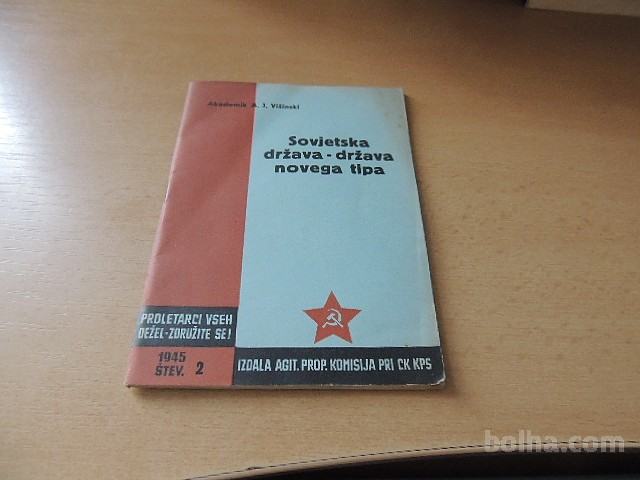 Akademik A. J. Višinski
Sovjetska
država - država
novega tipa
PROLETARCI VSEH
DEŽEL - ZDRUŽITE SE!
1945
ŠTEV. 2
IZDALA AGIT. PROP. KOMISIJA PRI CK KPS
bolha.com